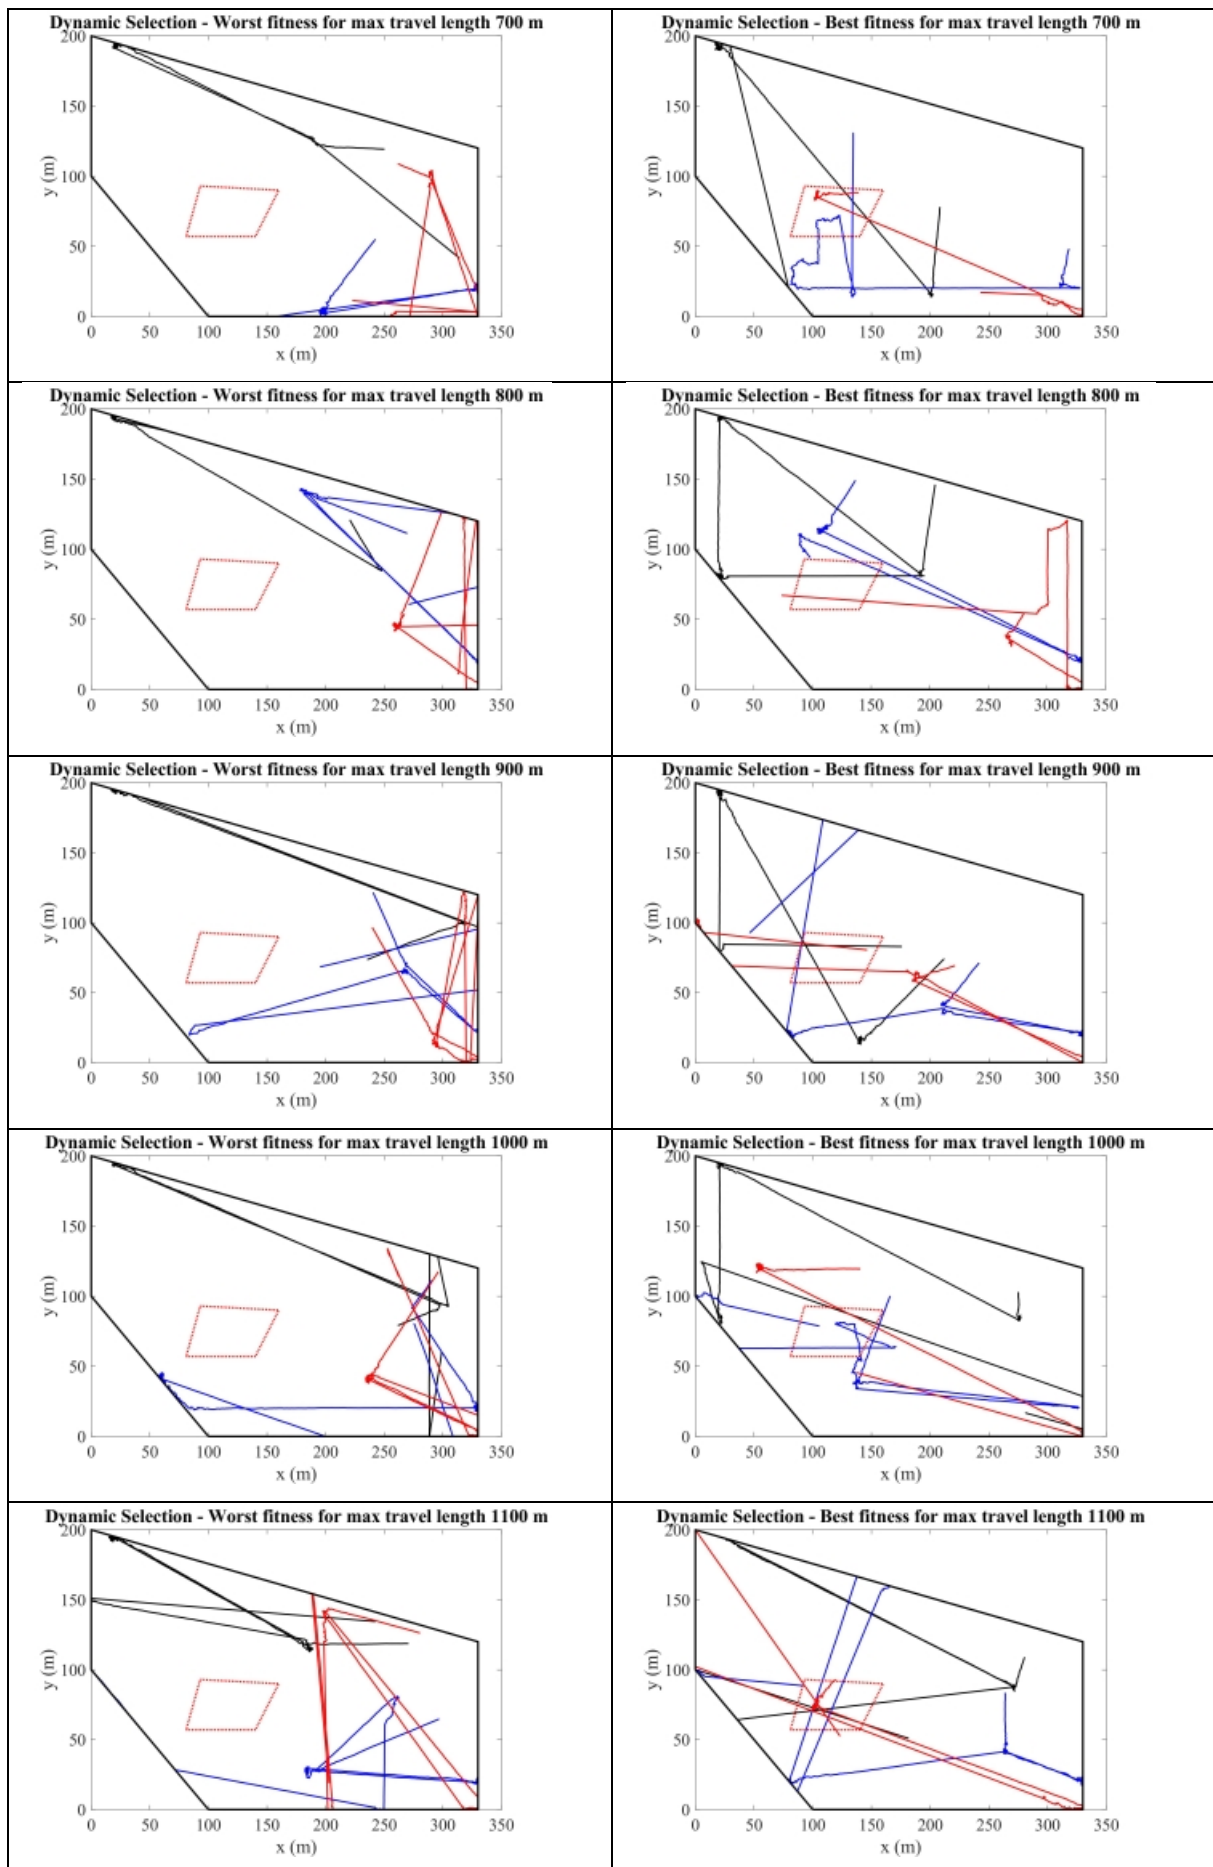 Dynamic Selection - Worst fitness for max travel length 700 m
200
150
100
50
0
y (m)
0 50 100 150 200 250 300 350
x (m)
Dynamic Selection - Best fitness for max travel length 700 m
200
150
100
50
0
y (m)
0 50 100 150 200 250 300 350
x (m)
Dynamic Selection - Worst fitness for max travel length 800 m
200
150
100
50
0
y (m)
0 50 100 150 200 250 300 350
x (m)
Dynamic Selection - Best fitness for max travel length 800 m
200
150
100
50
0
y (m)
0 50 100 150 200 250 300 350
x (m)
Dynamic Selection - Worst fitness for max travel length 900 m
200
150
100
50
0
y (m)
0 50 100 150 200 250 300 350
x (m)
Dynamic Selection - Best fitness for max travel length 900 m
200
150
100
50
0
y (m)
0 50 100 150 200 250 300 350
x (m)
Dynamic Selection - Worst fitness for max travel length 1000 m
200
150
100
50
0
y (m)
0 50 100 150 200 250 300 350
x (m)
Dynamic Selection - Best fitness for max travel length 1000 m
200
150
100
50
0
y (m)
0 50 100 150 200 250 300 350
x (m)
Dynamic Selection - Worst fitness for max travel length 1100 m
200
150
100
50
0
y (m)
0 50 100 150 200 250 300 350
x (m)
Dynamic Selection - Best fitness for max travel length 1100 m
200
150
100
50
0
y (m)
0 50 100 150 200 250 300 350
x (m)